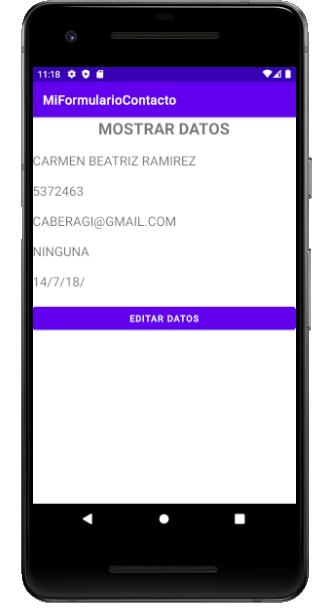 11:18
MiFormularioContacto
MOSTRAR DATOS
CARMEN BEATRIZ RAMIREZ
5372463
CABERAGI@GMAIL.COM
NINGUNA
14/7/18/
EDITAR DATOS